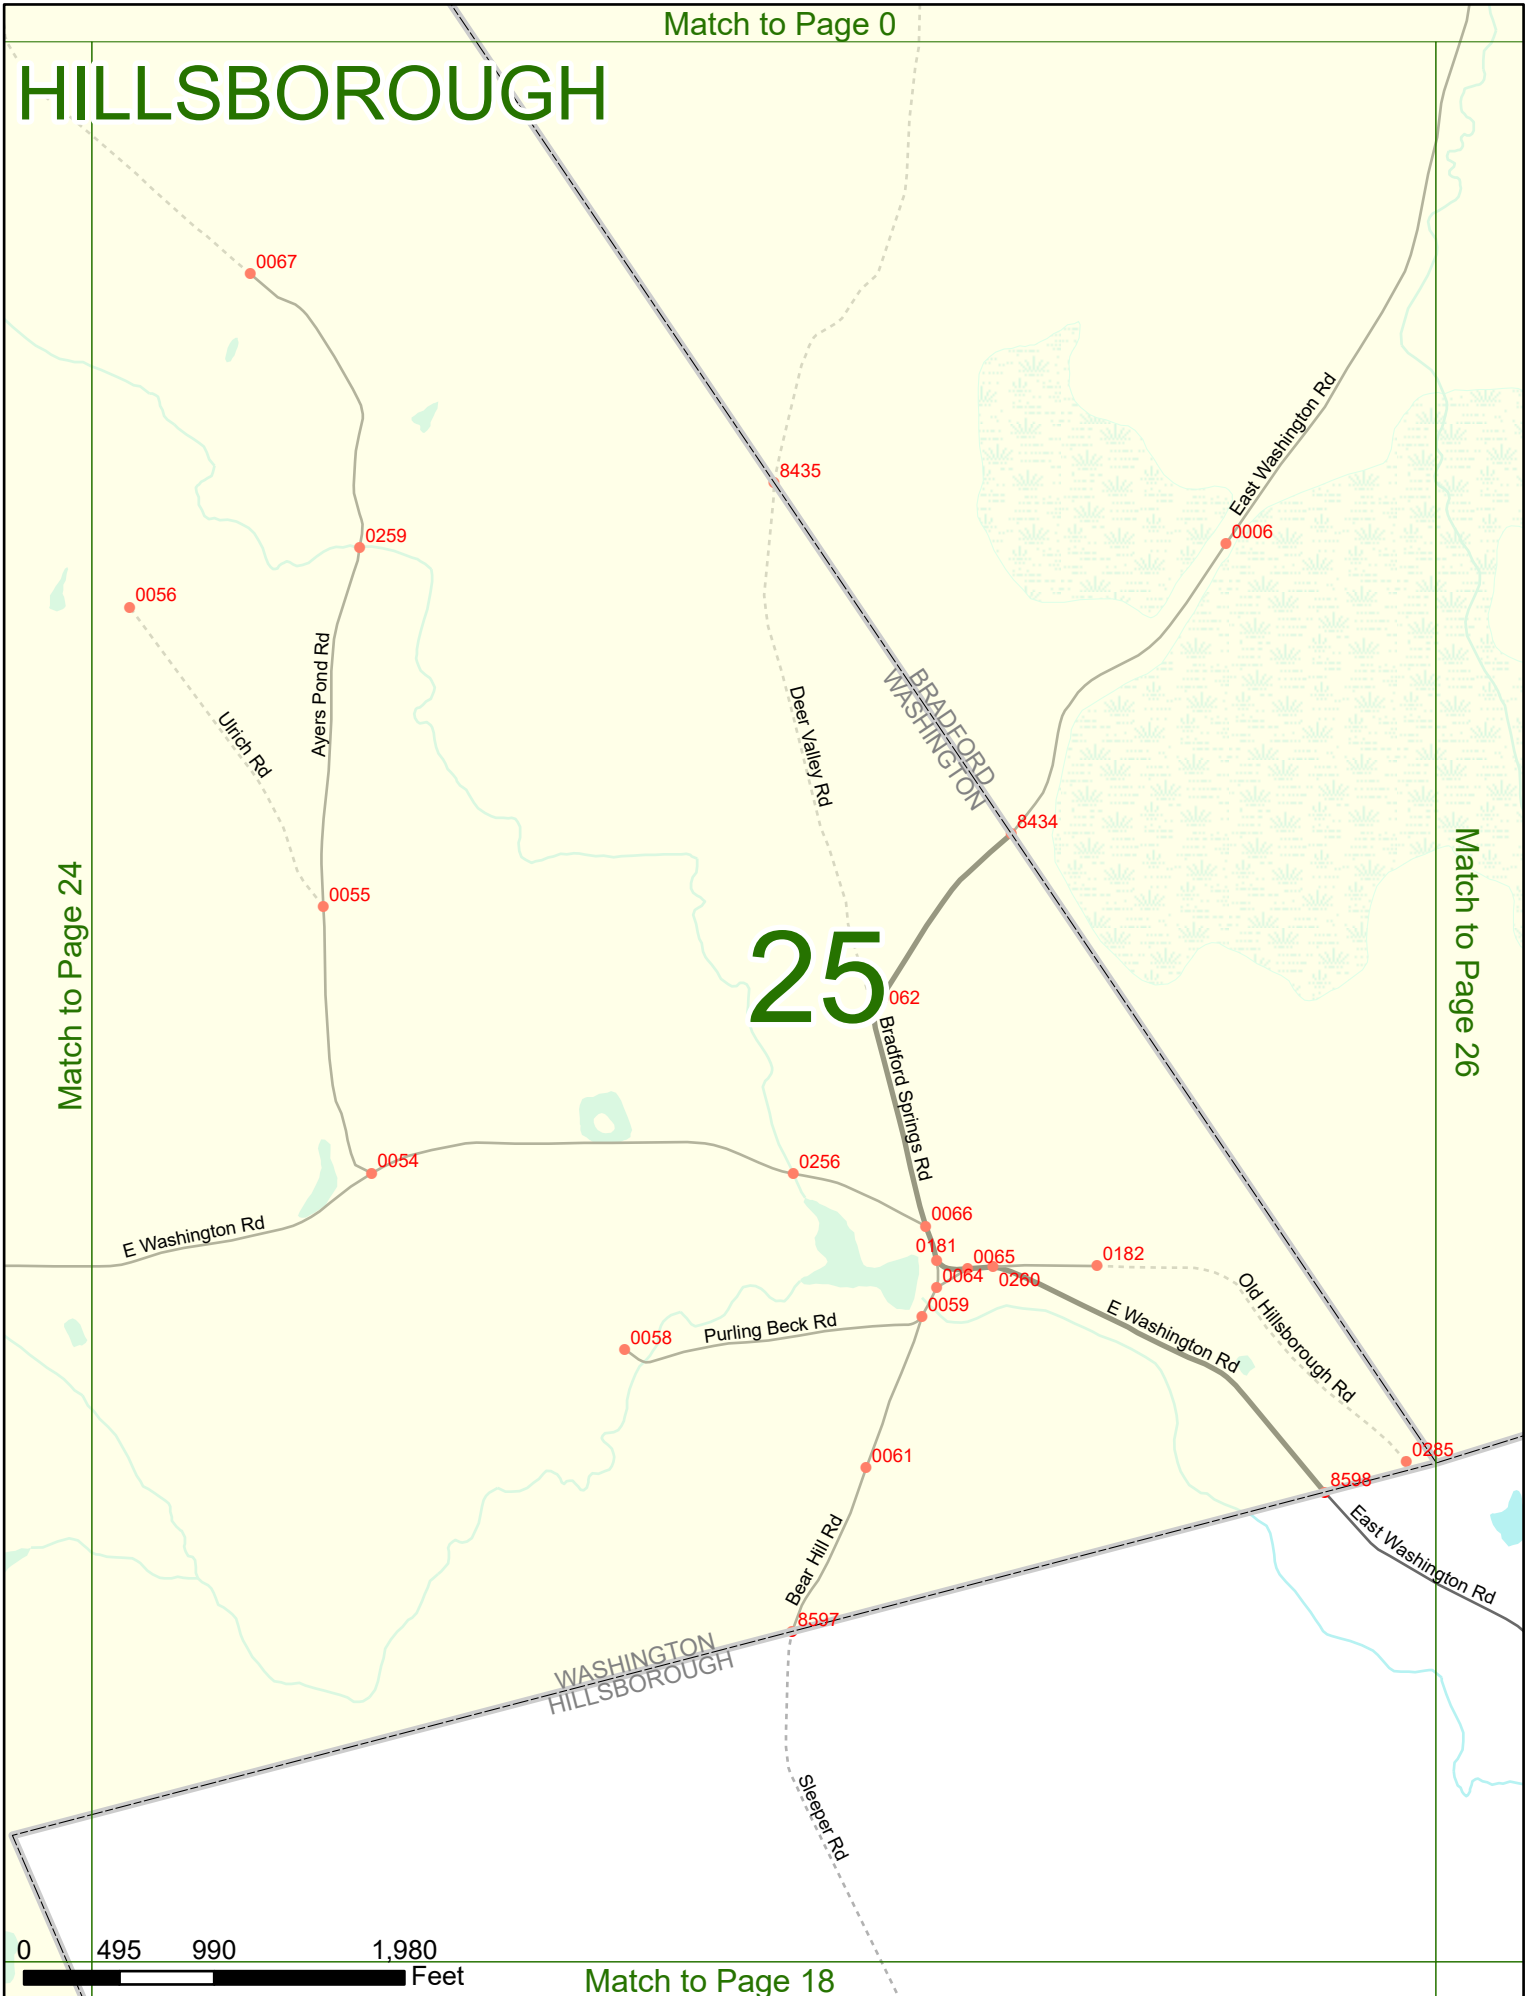 Match to Page 0
HILLSBOROUGH
0067
8435
East Washington Rd
0006
0259
0056
Ayers Pond Rd
Ulrich Rd
Deer Valley Rd
BRADFORD
WASHINGTON
8434
Match to Page 24
Match to Page 26
0055
25
062
Bradford Springs Rd
0054
0256
E Washington Rd
0066
0181
0065
0182
0064
0260
0059
Old Hillsborough Rd
E Washington Rd
Purling Beck Rd
0058
0061
0285
8598
East Washington Rd
Bear Hill Rd
8597
WASHINGTON
HILLSBOROUGH
Sleeper Rd
0 495 990 1,980
Feet
Match to Page 18